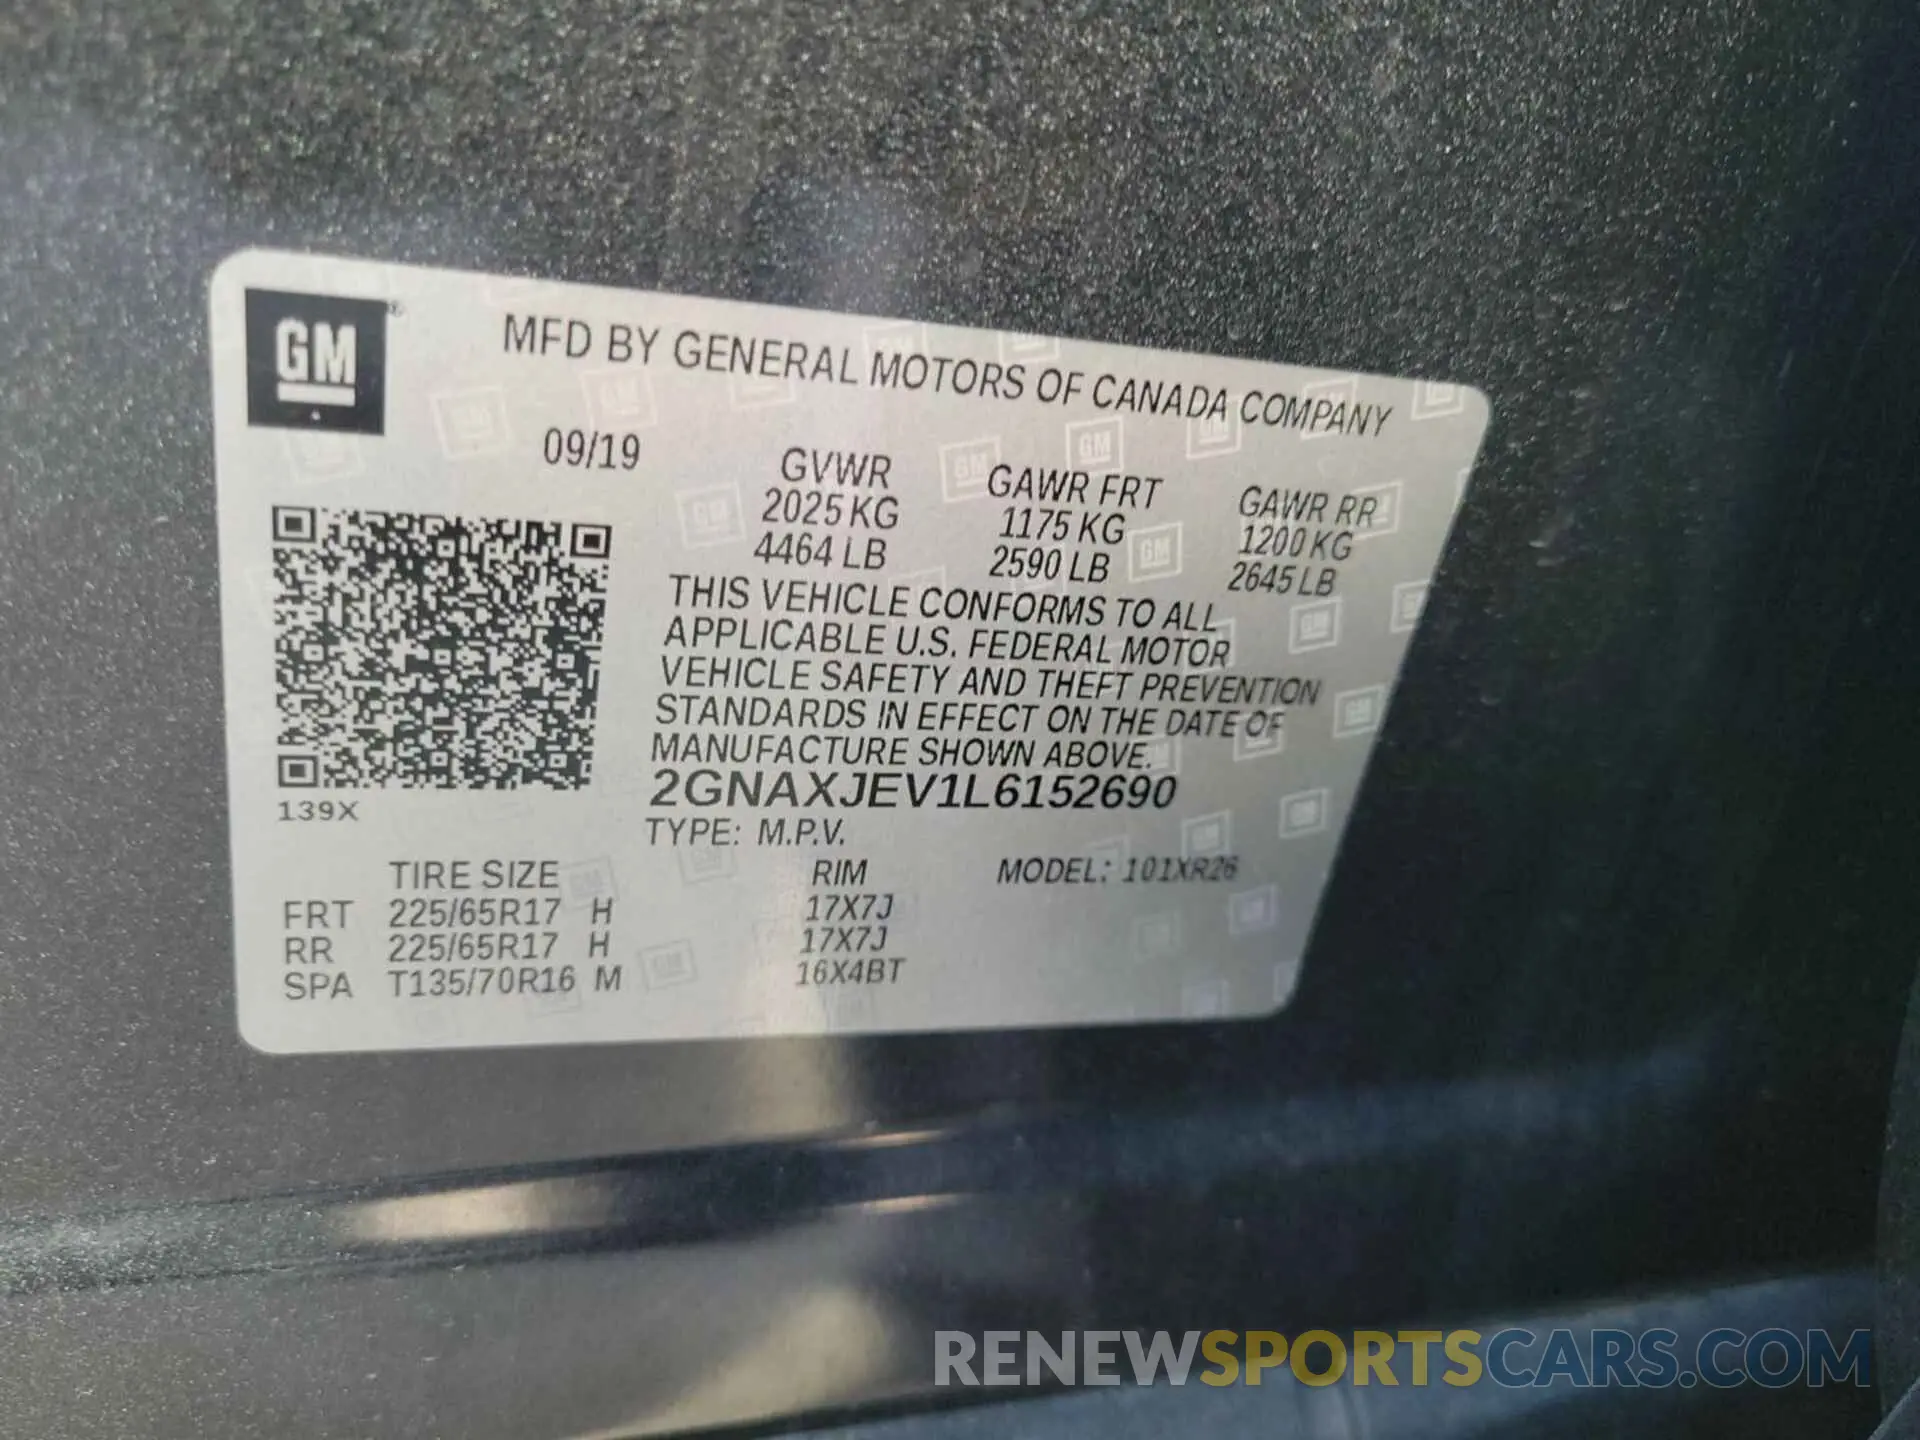 GM
MFD BY GENERAL MOTORS OF CANADA COMPANY
09/19
GVWR GAWR FRT GAWR RR
2025 KG 1175 KG 1200 KG
4464 LB 2590 LB 2645 LB
THIS VEHICLE CONFORMS TO ALL
APPLICABLE U.S. FEDERAL MOTOR
VEHICLE SAFETY AND THEFT PREVENTION
STANDARDS IN EFFECT ON THE DATE OF
MANUFACTURE SHOWN ABOVE.
2GNAXJEV1L6152690
139X
TYPE: M.P.V.
TIRE SIZE RIM MODEL: 101XR26
FRT 225/65R17 H 17X7J
RR 225/65R17 H 17X7J
SPA T135/70R16 M 16X4BT
RENEWSPORTSCARS.COM